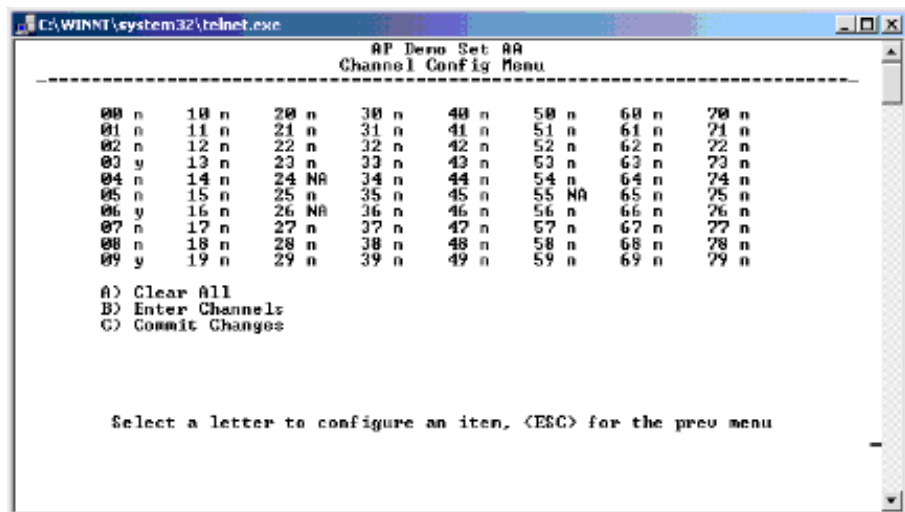 C:\WINNT\system32\telnet.exe
AP Demo Set AA
Channel Config Menu
00 n 10 n 20 n 30 n 40 n 50 n 60 n 70 n
01 n 11 n 21 n 31 n 41 n 51 n 61 n 71 n
02 n 12 n 22 n 32 n 42 n 52 n 62 n 72 n
03 y 13 n 23 n 33 n 43 n 53 n 63 n 73 n
04 n 14 n 24 NA 34 n 44 n 54 n 64 n 74 n
05 n 15 n 25 n 35 n 45 n 55 NA 65 n 75 n
06 y 16 n 26 NA 36 n 46 n 56 n 66 n 76 n
07 n 17 n 27 n 37 n 47 n 57 n 67 n 77 n
08 n 18 n 28 n 38 n 48 n 58 n 68 n 78 n
09 y 19 n 29 n 39 n 49 n 59 n 69 n 79 n
A) Clear All
B) Enter Channels
C) Commit Changes
Select a letter to configure an item, <ESC> for the prev menu